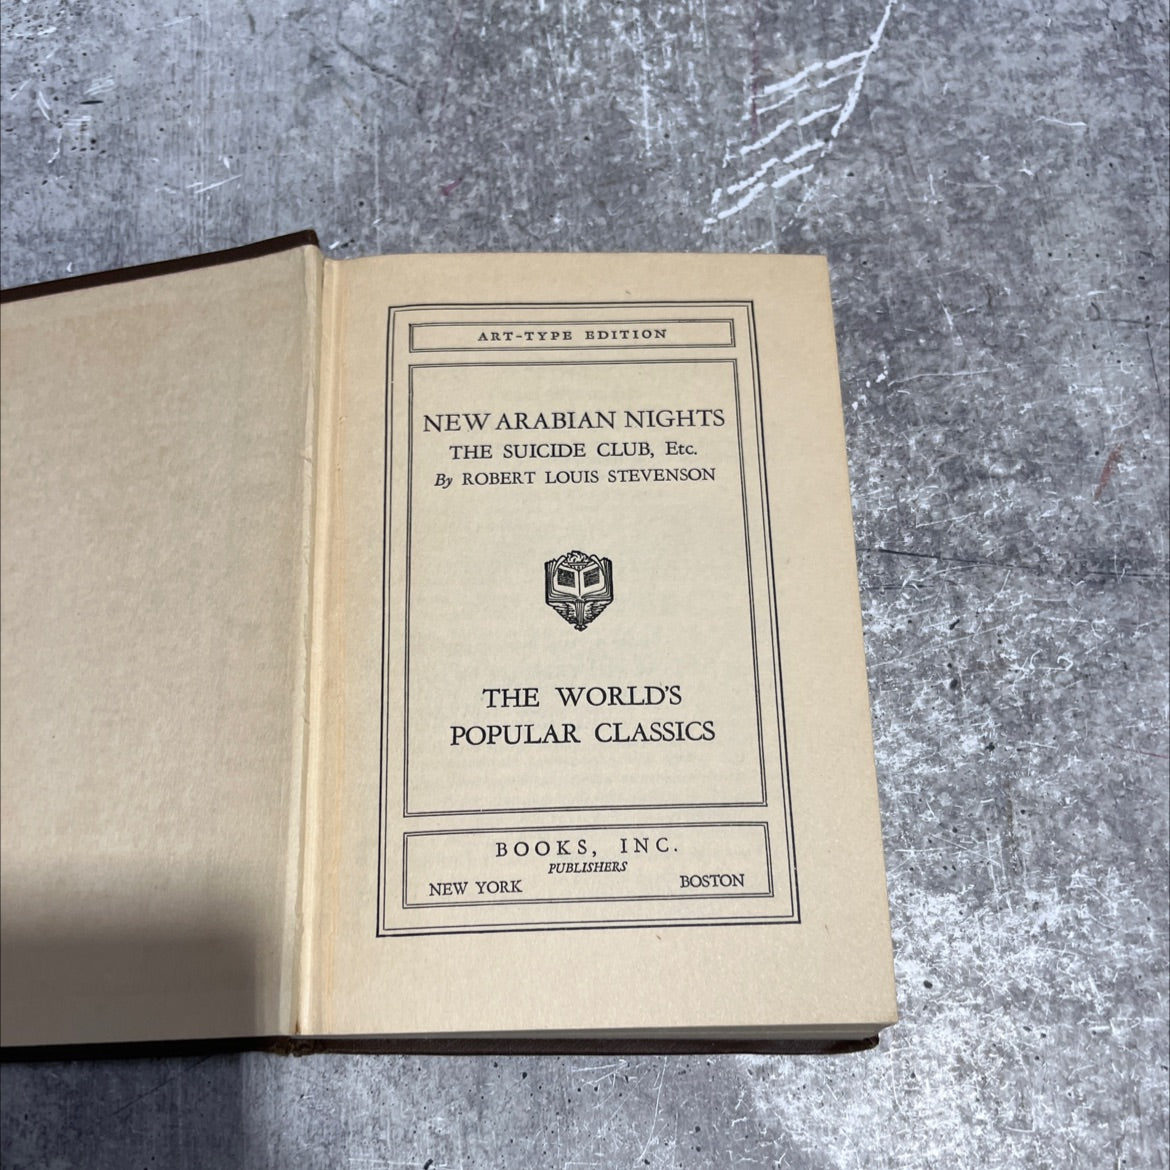 ART-TYPE EDITION
NEW ARABIAN NIGHTS
THE SUICIDE CLUB, Etc.
By ROBERT LOUIS STEVENSON
THE WORLD'S
POPULAR CLASSICS
BOOKS, INC.
PUBLISHERS
NEW YORK BOSTON